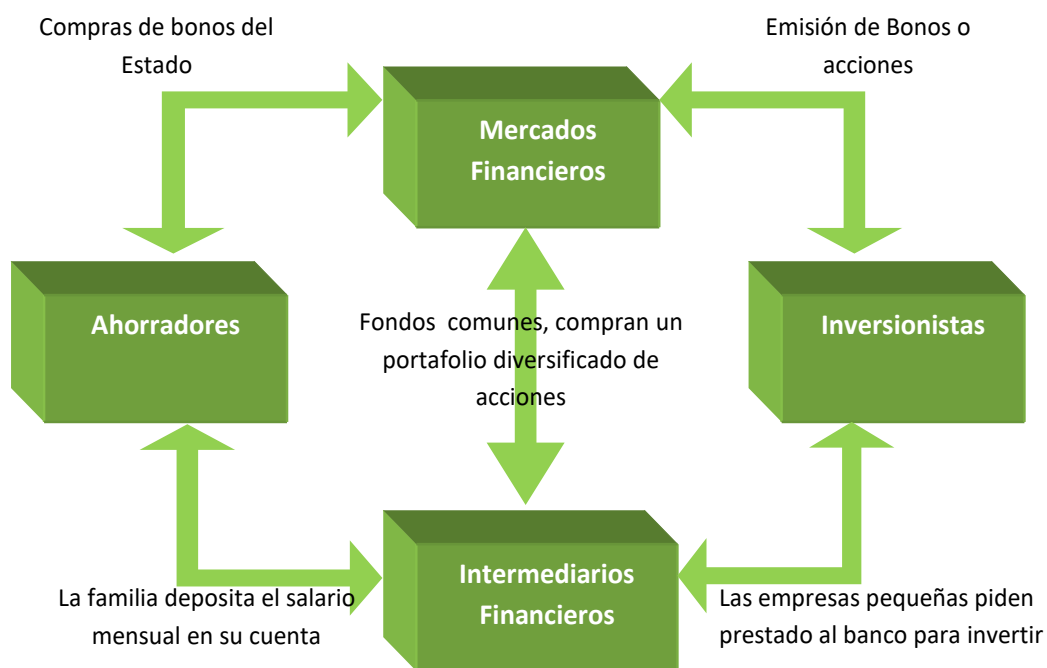 Compras de bonos del
Estado
Emisión de Bonos o
acciones
Mercados
Financieros
Ahorradores
Fondos comunes, compran un
portafolio diversificado de
acciones
Inversionistas
Intermediarios
Financieros
La familia deposita el salario
mensual en su cuenta
Las empresas pequeñas piden
prestado al banco para invertir